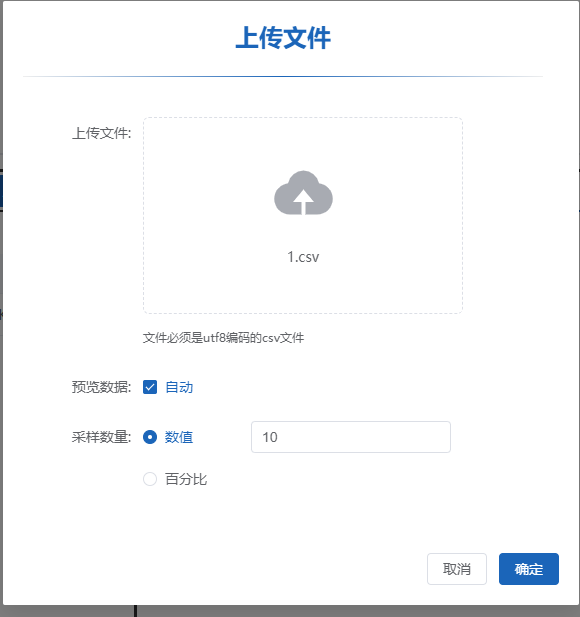 上传文件
上传文件:
1.csv
文件必须是utf8编码的csv文件
预览数据: 自动
采样数量: 数值 10
百分比
取消 确定